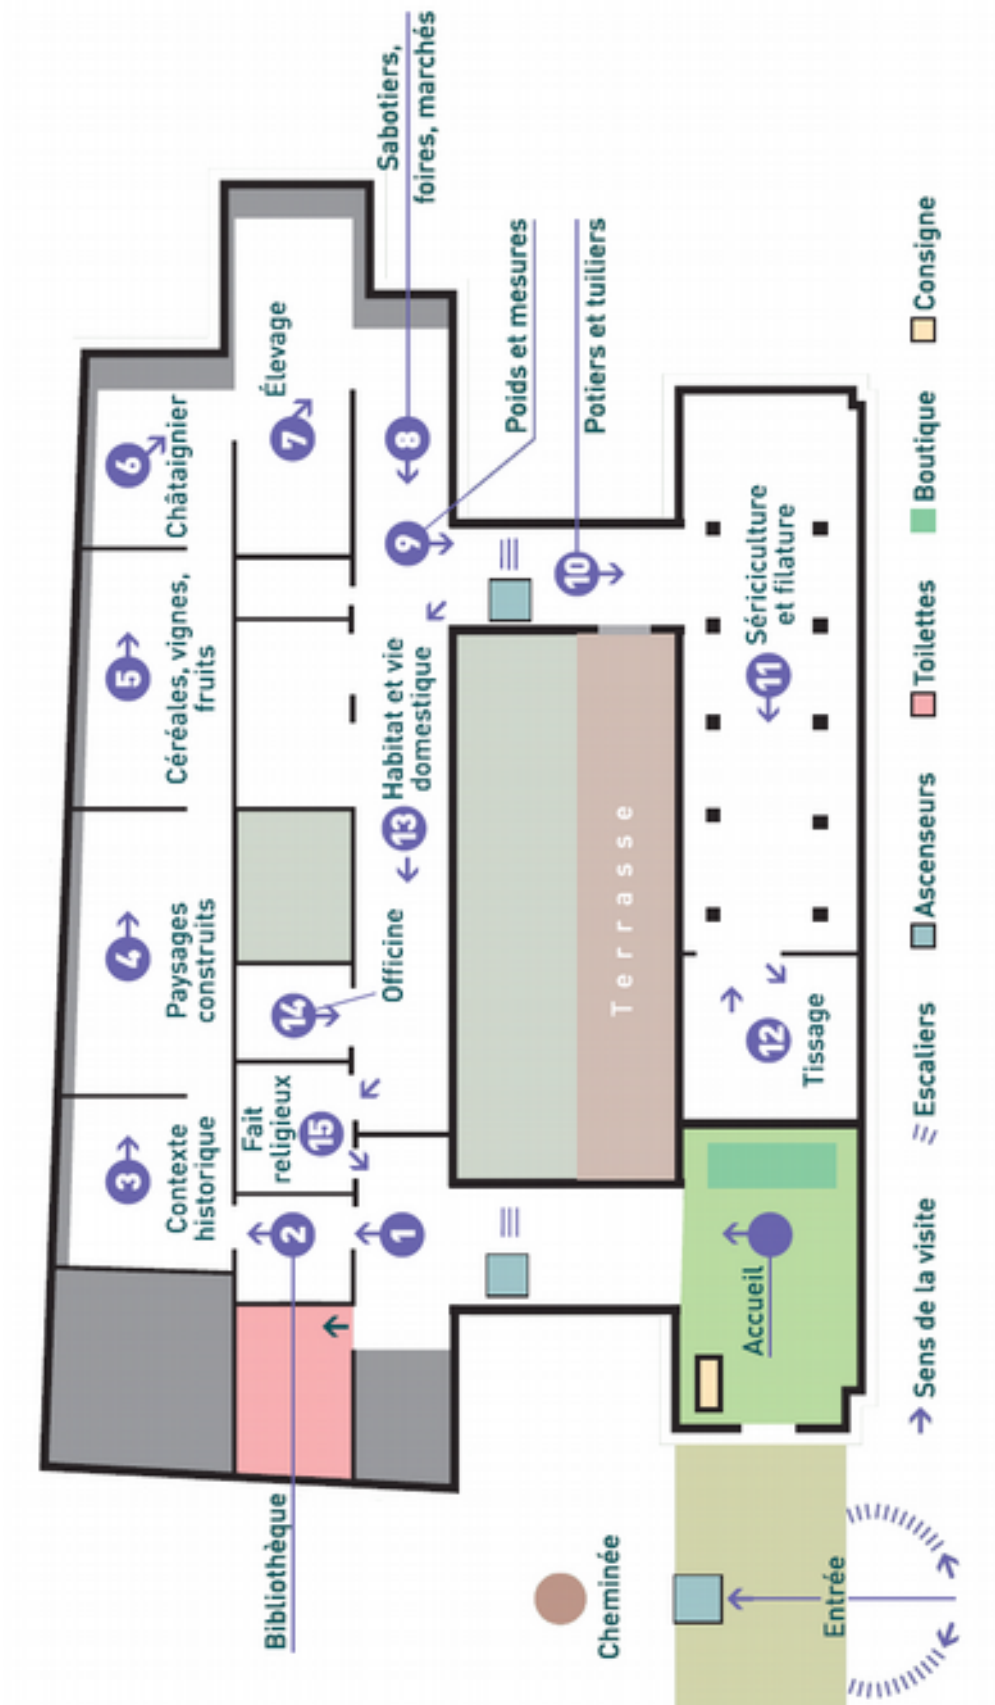 Bibliothèque
Cheminée
Entrée
Accueil
1
2
3
Contexte
historique
4
Paysages
construits
5
Céréales, vignes,
fruits
6
Châtaignier
7
Élevage
8
Sabotiers,
foires, marchés
9
Poids et mesures
10
Potiers et tuiliers
11
Sériciculture
et filature
12
Tissage
13
Habitat et vie
domestique
14
Officine
15
Fait
religieux
Terrasse
Sens de la visite
Escaliers
Ascenseurs
Toilettes
Boutique
Consigne